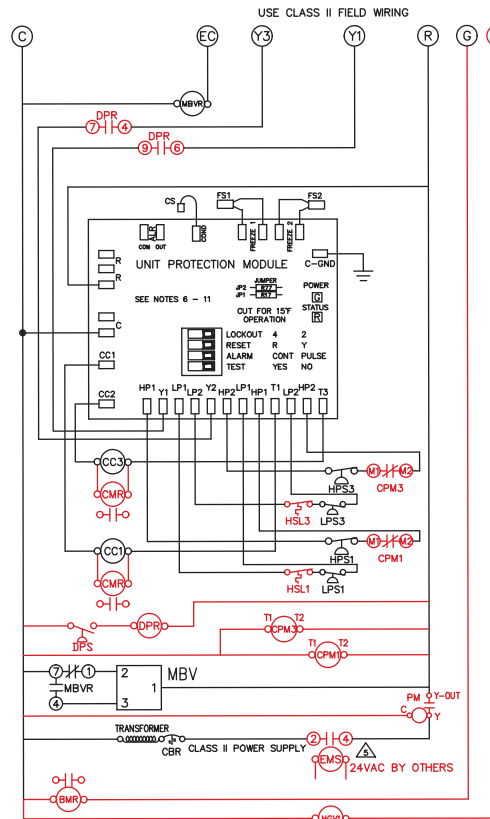 USE CLASS II FIELD WIRING
C EC Y3 Y1 R G
MBVR
DPR
7 4
DPR
9 6
CS FS1 FS2
ALR
COM OUT
COND
FREEZE 1
FREEZE 2
R
R
UNIT PROTECTION MODULE
C-GND
SEE NOTES 6 - 11
JUMPER
JP2 R77
JP1 R17
CUT FOR 15°F
OPERATION
POWER
G
STATUS
R
C
LOCKOUT 4 2
RESET R Y
ALARM CONT PULSE
TEST YES NO
CC1
CC2
HP1 Y1 LP1 LP2 Y2 HP2 LP1 HP1 T1 LP2 HP2 T3
CC3
CMR
HPS3
M1 M2
CPM3
HSL3
LPS3
CC1
CMR
HPS1
M1 M2
CPM1
HSL1
LPS1
DPS
DPR
T1 T2
CPM3
T1 T2
CPM1
7 1
MBVR
4
2
1
3
MBV
PM Y-OUT
C Y
TRANSFORMER
CBR
CLASS II POWER SUPPLY
2 4
5
EMS
24VAC BY OTHERS
BMR